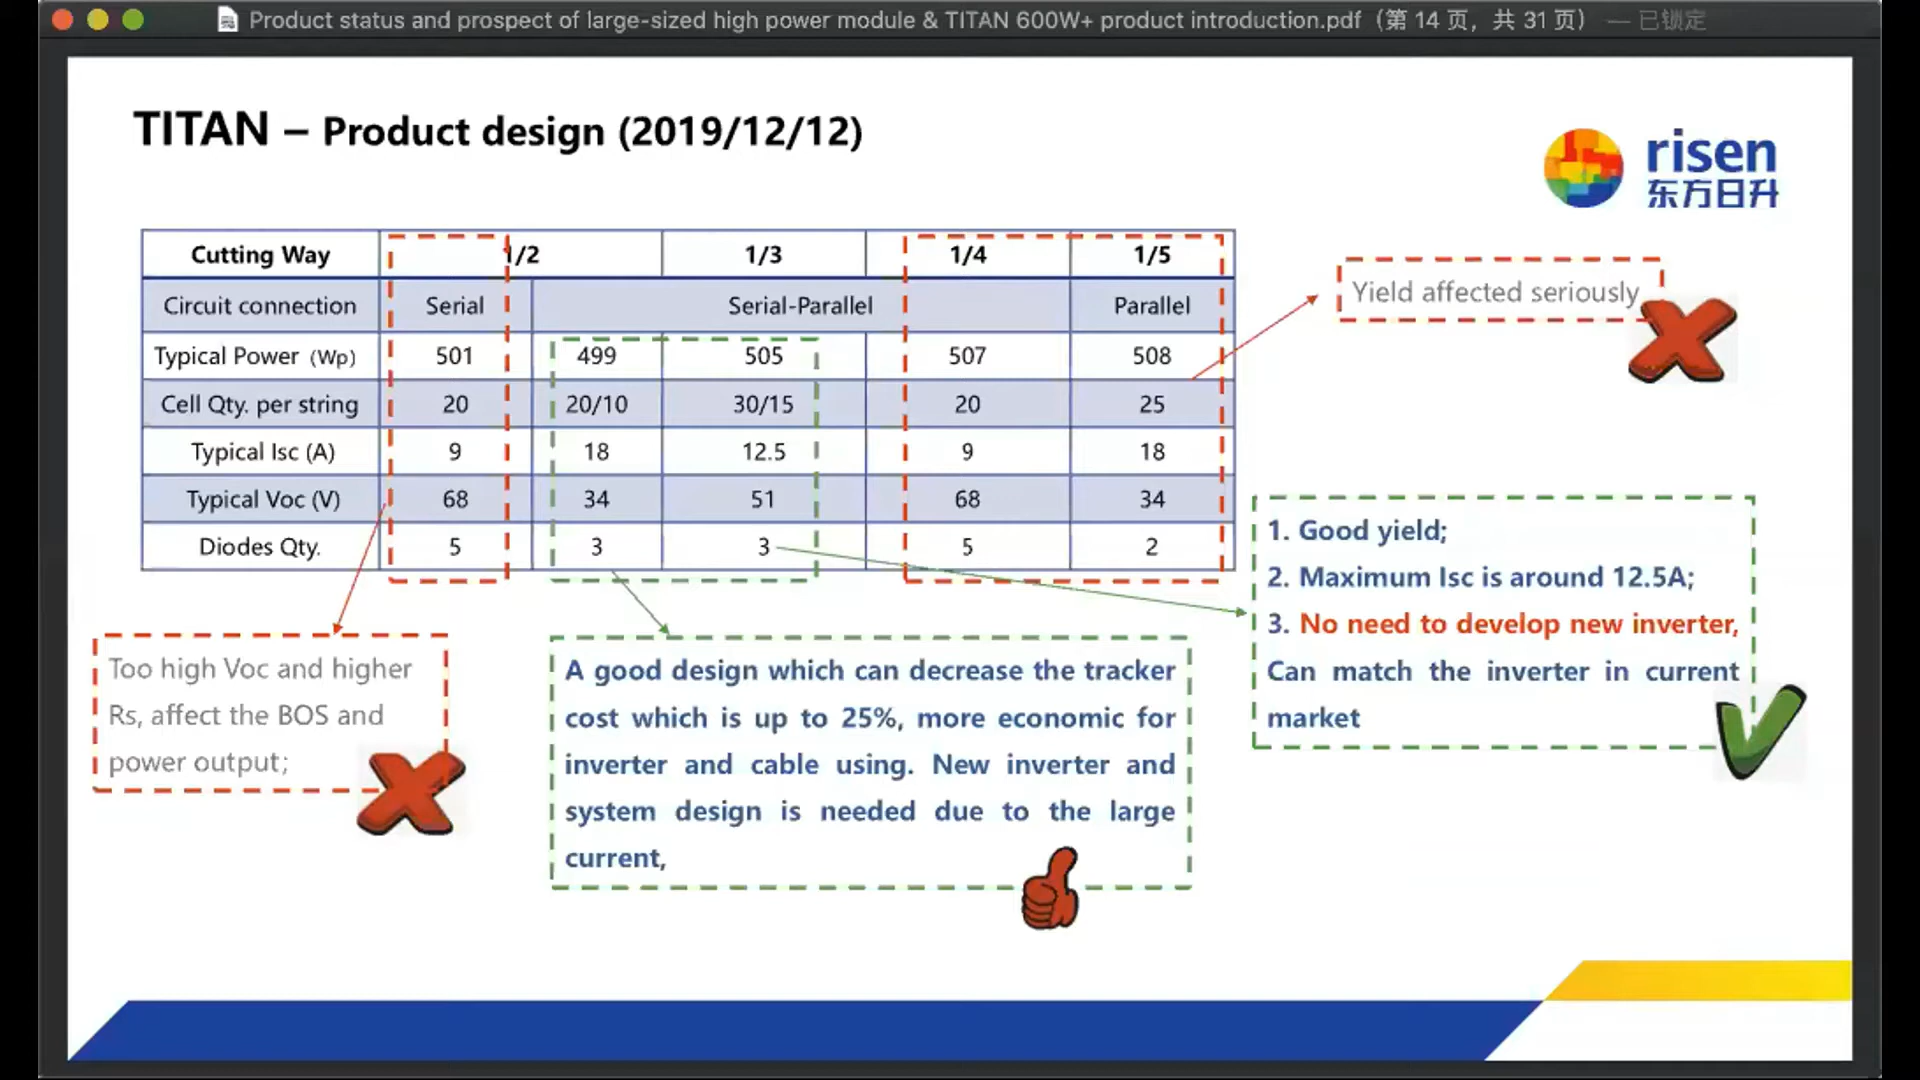 Product status and prospect of large-sized high power module & TITAN 600W+ product introduction.pdf (第 14 页，共 31 页) — 已锁定
TITAN – Product design (2019/12/12)
risen
东方日升
Cutting Way 1/2 1/3 1/4 1/5
Circuit connection Serial Serial-Parallel Parallel
Typical Power (Wp) 501 499 505 507 508
Cell Qty. per string 20 20/10 30/15 20 25
Typical Isc (A) 9 18 12.5 9 18
Typical Voc (V) 68 34 51 68 34
Diodes Qty. 5 3 3 5 2
Yield affected seriously
1. Good yield;
2. Maximum Isc is around 12.5A;
3. No need to develop new inverter,
Can match the inverter in current
market
Too high Voc and higher
Rs, affect the BOS and
power output;
A good design which can decrease the tracker
cost which is up to 25%, more economic for
inverter and cable using. New inverter and
system design is needed due to the large
current,